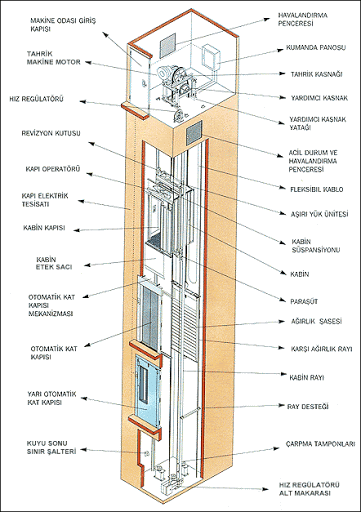 MAKİNE ODASI GİRİŞ
KAPISI
TAHRİK
MAKİNE MOTOR
HIZ REGÜLATÖRÜ
REVİZYON KUTUSU
KAPI OPERATÖRÜ
KAPI ELEKTRİK
TESİSATI
KABİN KAPISI
KABİN
ETEK SACI
OTOMATİK KAT
KAPISI
MEKANİZMASI
OTOMATİK KAT
KAPISI
YARI OTOMATİK
KAT KAPISI
KUYU SONU
SINIR ŞALTERİ
HAVALANDIRMA
PENCERESİ
KUMANDA PANOSU
TAHRİK KASNAĞI
YARDIMCI KASNAK
YARDIMCI KASNAK
YATAĞI
ACİL DURUM VE
HAVALANDIRMA
PENCERESİ
FLEKSIBIL KABLO
AŞIRI YÜK ÜNİTESİ
KABİN
SÜSPANSİYONU
KABİN
PARAŞÜT
AĞIRLIK ŞASESİ
KARŞI AĞIRLIK RAYI
KABİN RAYI
RAY DESTEĞİ
ÇARPMA TAMPONLARI
HIZ REGÜLATÖRÜ
ALT MAKARASI